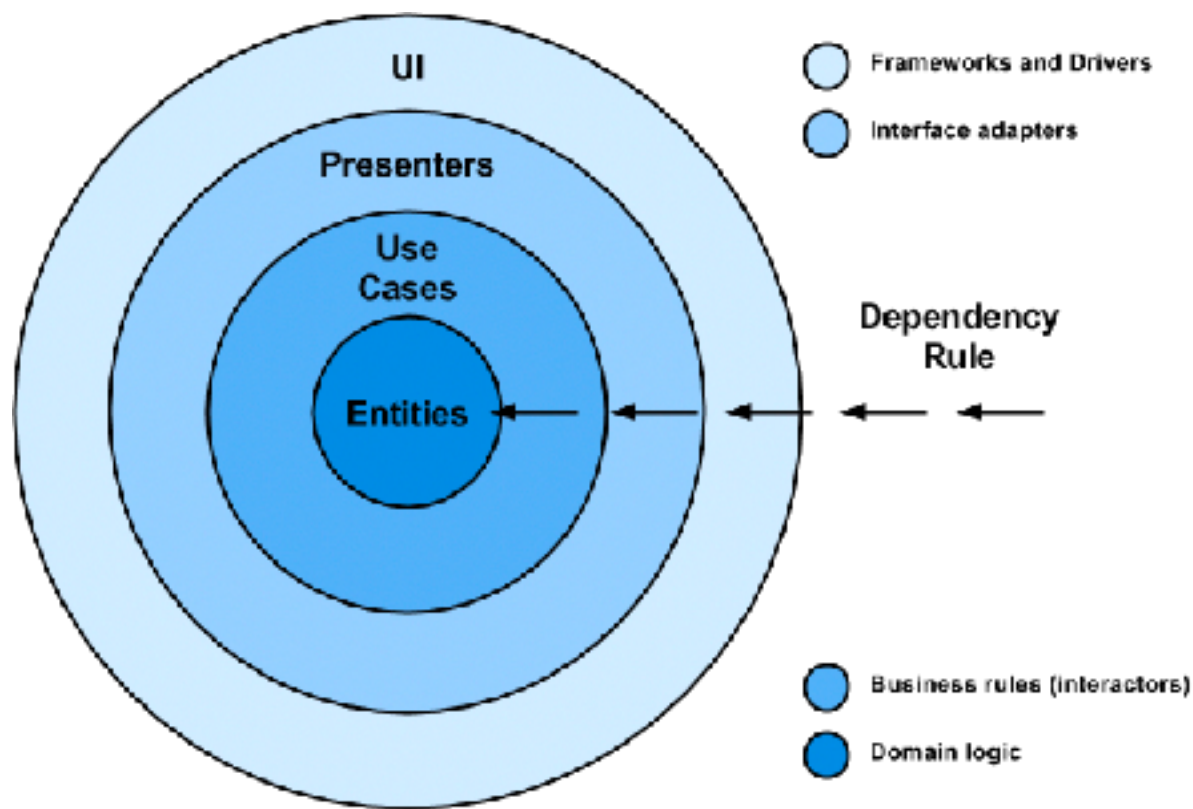 UI
Presenters
Use
Cases
Entities
Frameworks and Drivers
Interface adapters
Dependency
Rule
Business rules (interactors)
Domain logic